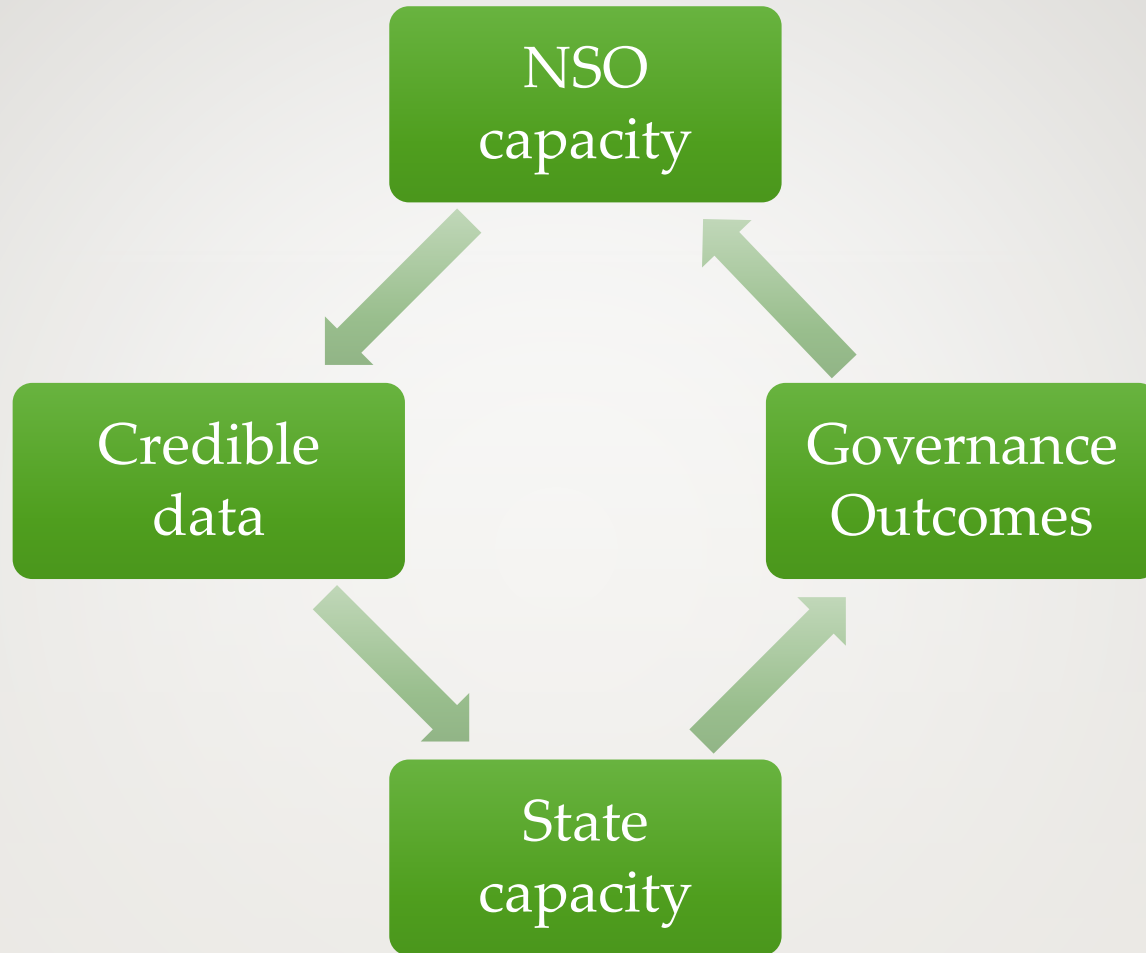 NSO
capacity
Credible
data
Governance
Outcomes
State
capacity